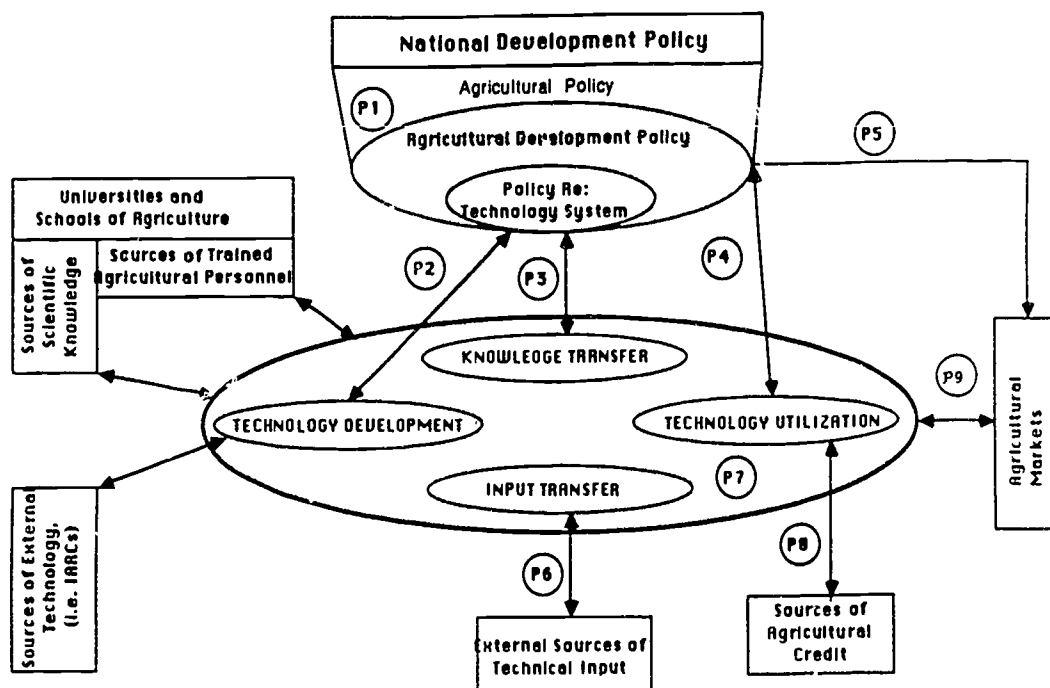 National Development Policy
Agricultural Policy
P1
Agricultural Development Policy
Policy Re:
Technology System
P5
Universities and
Schools of Agriculture
Sources of Trained
Agricultural Personnel
Sources of
Scientific
Knowledge
P2
P3
P4
KNOWLEDGE TRANSFER
P9
TECHNOLOGY DEVELOPMENT
TECHNOLOGY UTILIZATION
Agricultural
Markets
INPUT TRANSFER
P7
Sources of External
Technology,
(i.e. IARCs)
P6
P8
External Sources of
Technical Input
Sources of
Agricultural
Credit